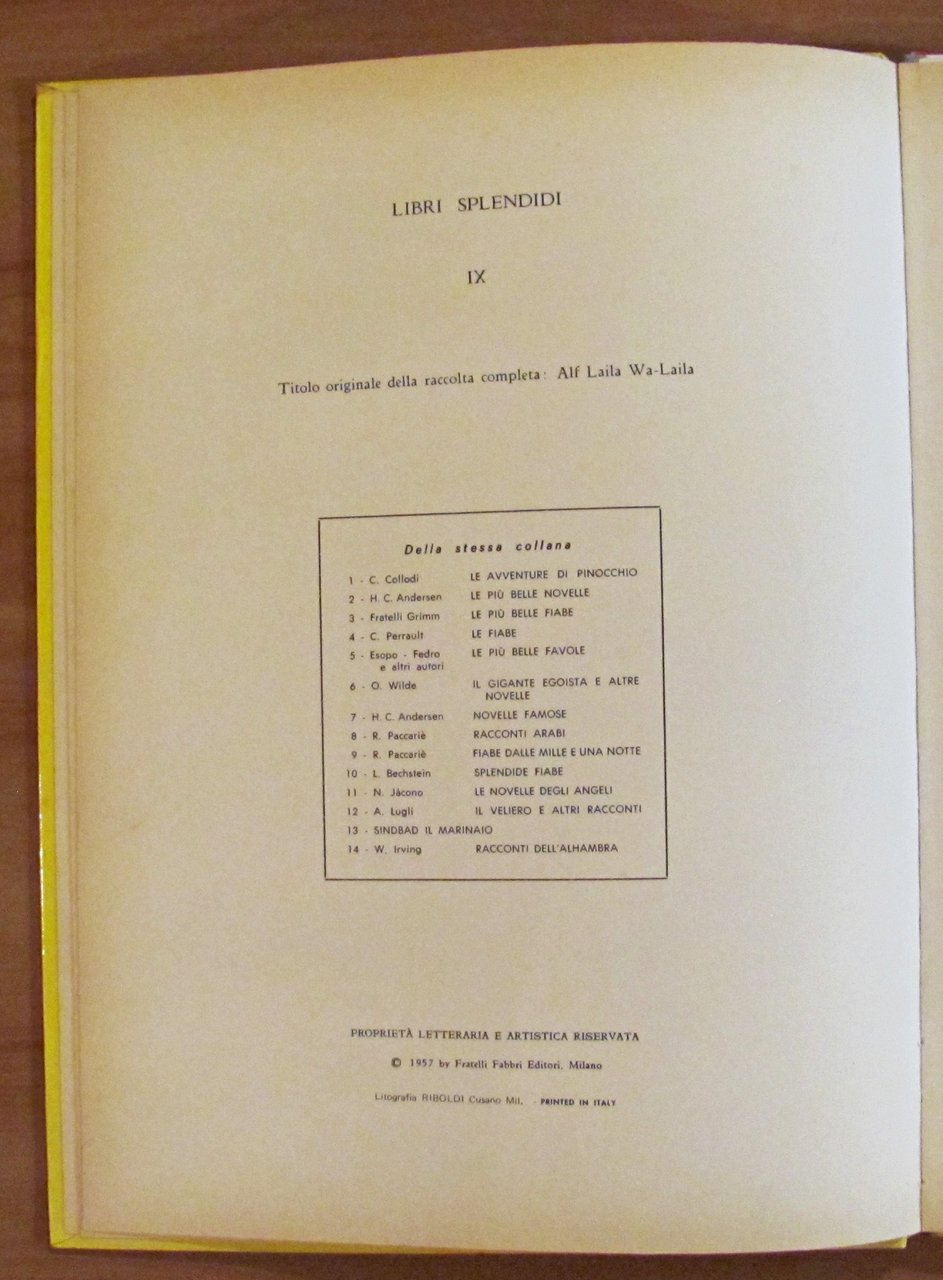 LIBRI SPLENDIDI
IX
Titolo originale della raccolta completa: Alf Laila Wa-Laila
Della stessa collana
1 - C. Collodi LE AVVENTURE DI PINOCCHIO
2 - H. C. Andersen LE PIÙ BELLE NOVELLE
3 - Fratelli Grimm LE PIÙ BELLE FIABE
4 - C. Perrault LE FIABE
5 - Esopo - Fedro LE PIÙ BELLE FAVOLE
e altri autori
6 - O. Wilde IL GIGANTE EGOISTA E ALTRE
NOVELLE
7 - H. C. Andersen NOVELLE FAMOSE
8 - R. Paccariè RACCONTI ARABI
9 - R. Paccariè FIABE DALLE MILLE E UNA NOTTE
10 - L. Bechstein SPLENDIDE FIABE
11 - N. Jàcono LE NOVELLE DEGLI ANGELI
12 - A. Lugli IL VELIERO E ALTRI RACCONTI
13 - SINDBAD IL MARINAIO
14 - W. Irving RACCONTI DELL'ALHAMBRA
PROPRIETÀ LETTERARIA E ARTISTICA RISERVATA
© 1957 by Fratelli Fabbri Editori, Milano
Litografia RIBOLDI Cusano Mil. - PRINTED IN ITALY